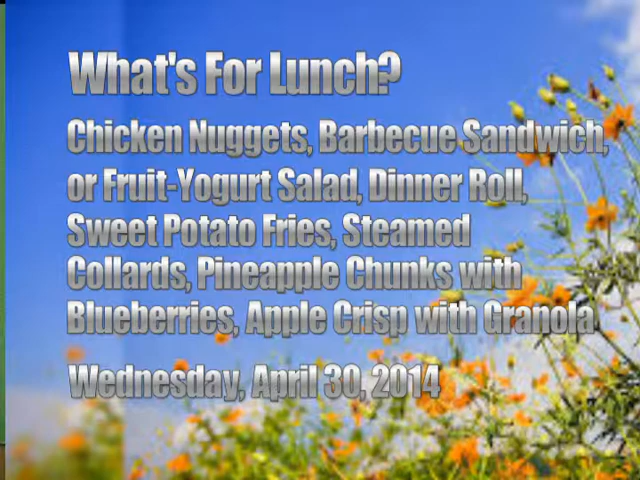 What's For Lunch?
Chicken Nuggets, Barbecue Sandwich,
or Fruit-Yogurt Salad, Dinner Roll,
Sweet Potato Fries, Steamed
Collards, Pineapple Chunks with
Blueberries, Apple Crisp with Granola
Wednesday, April 30, 2014